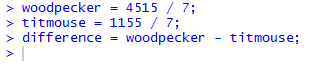 > woodpecker = 4515 / 7;
> titmouse = 1155 / 7;
> difference = woodpecker - titmouse;
>